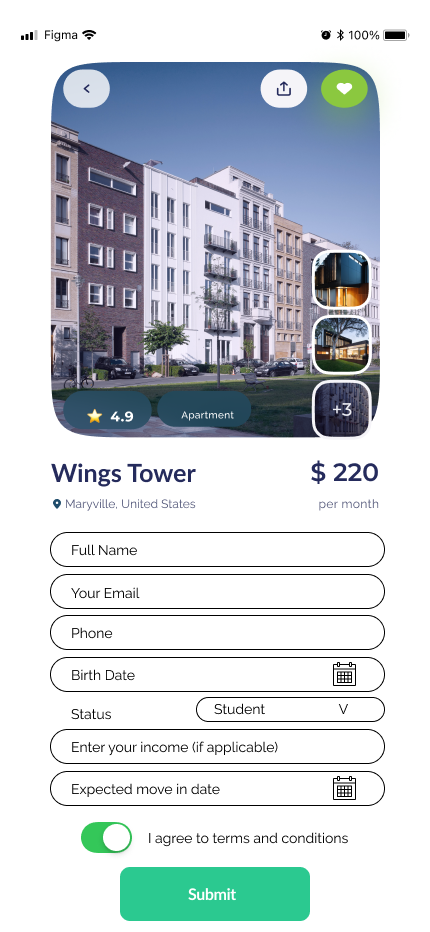 Figma 100%
4.9 Apartment +3
Wings Tower $ 220
Maryville, United States per month
Full Name
Your Email
Phone
Birth Date
Status Student V
Enter your income (if applicable)
Expected move in date
I agree to terms and conditions
Submit